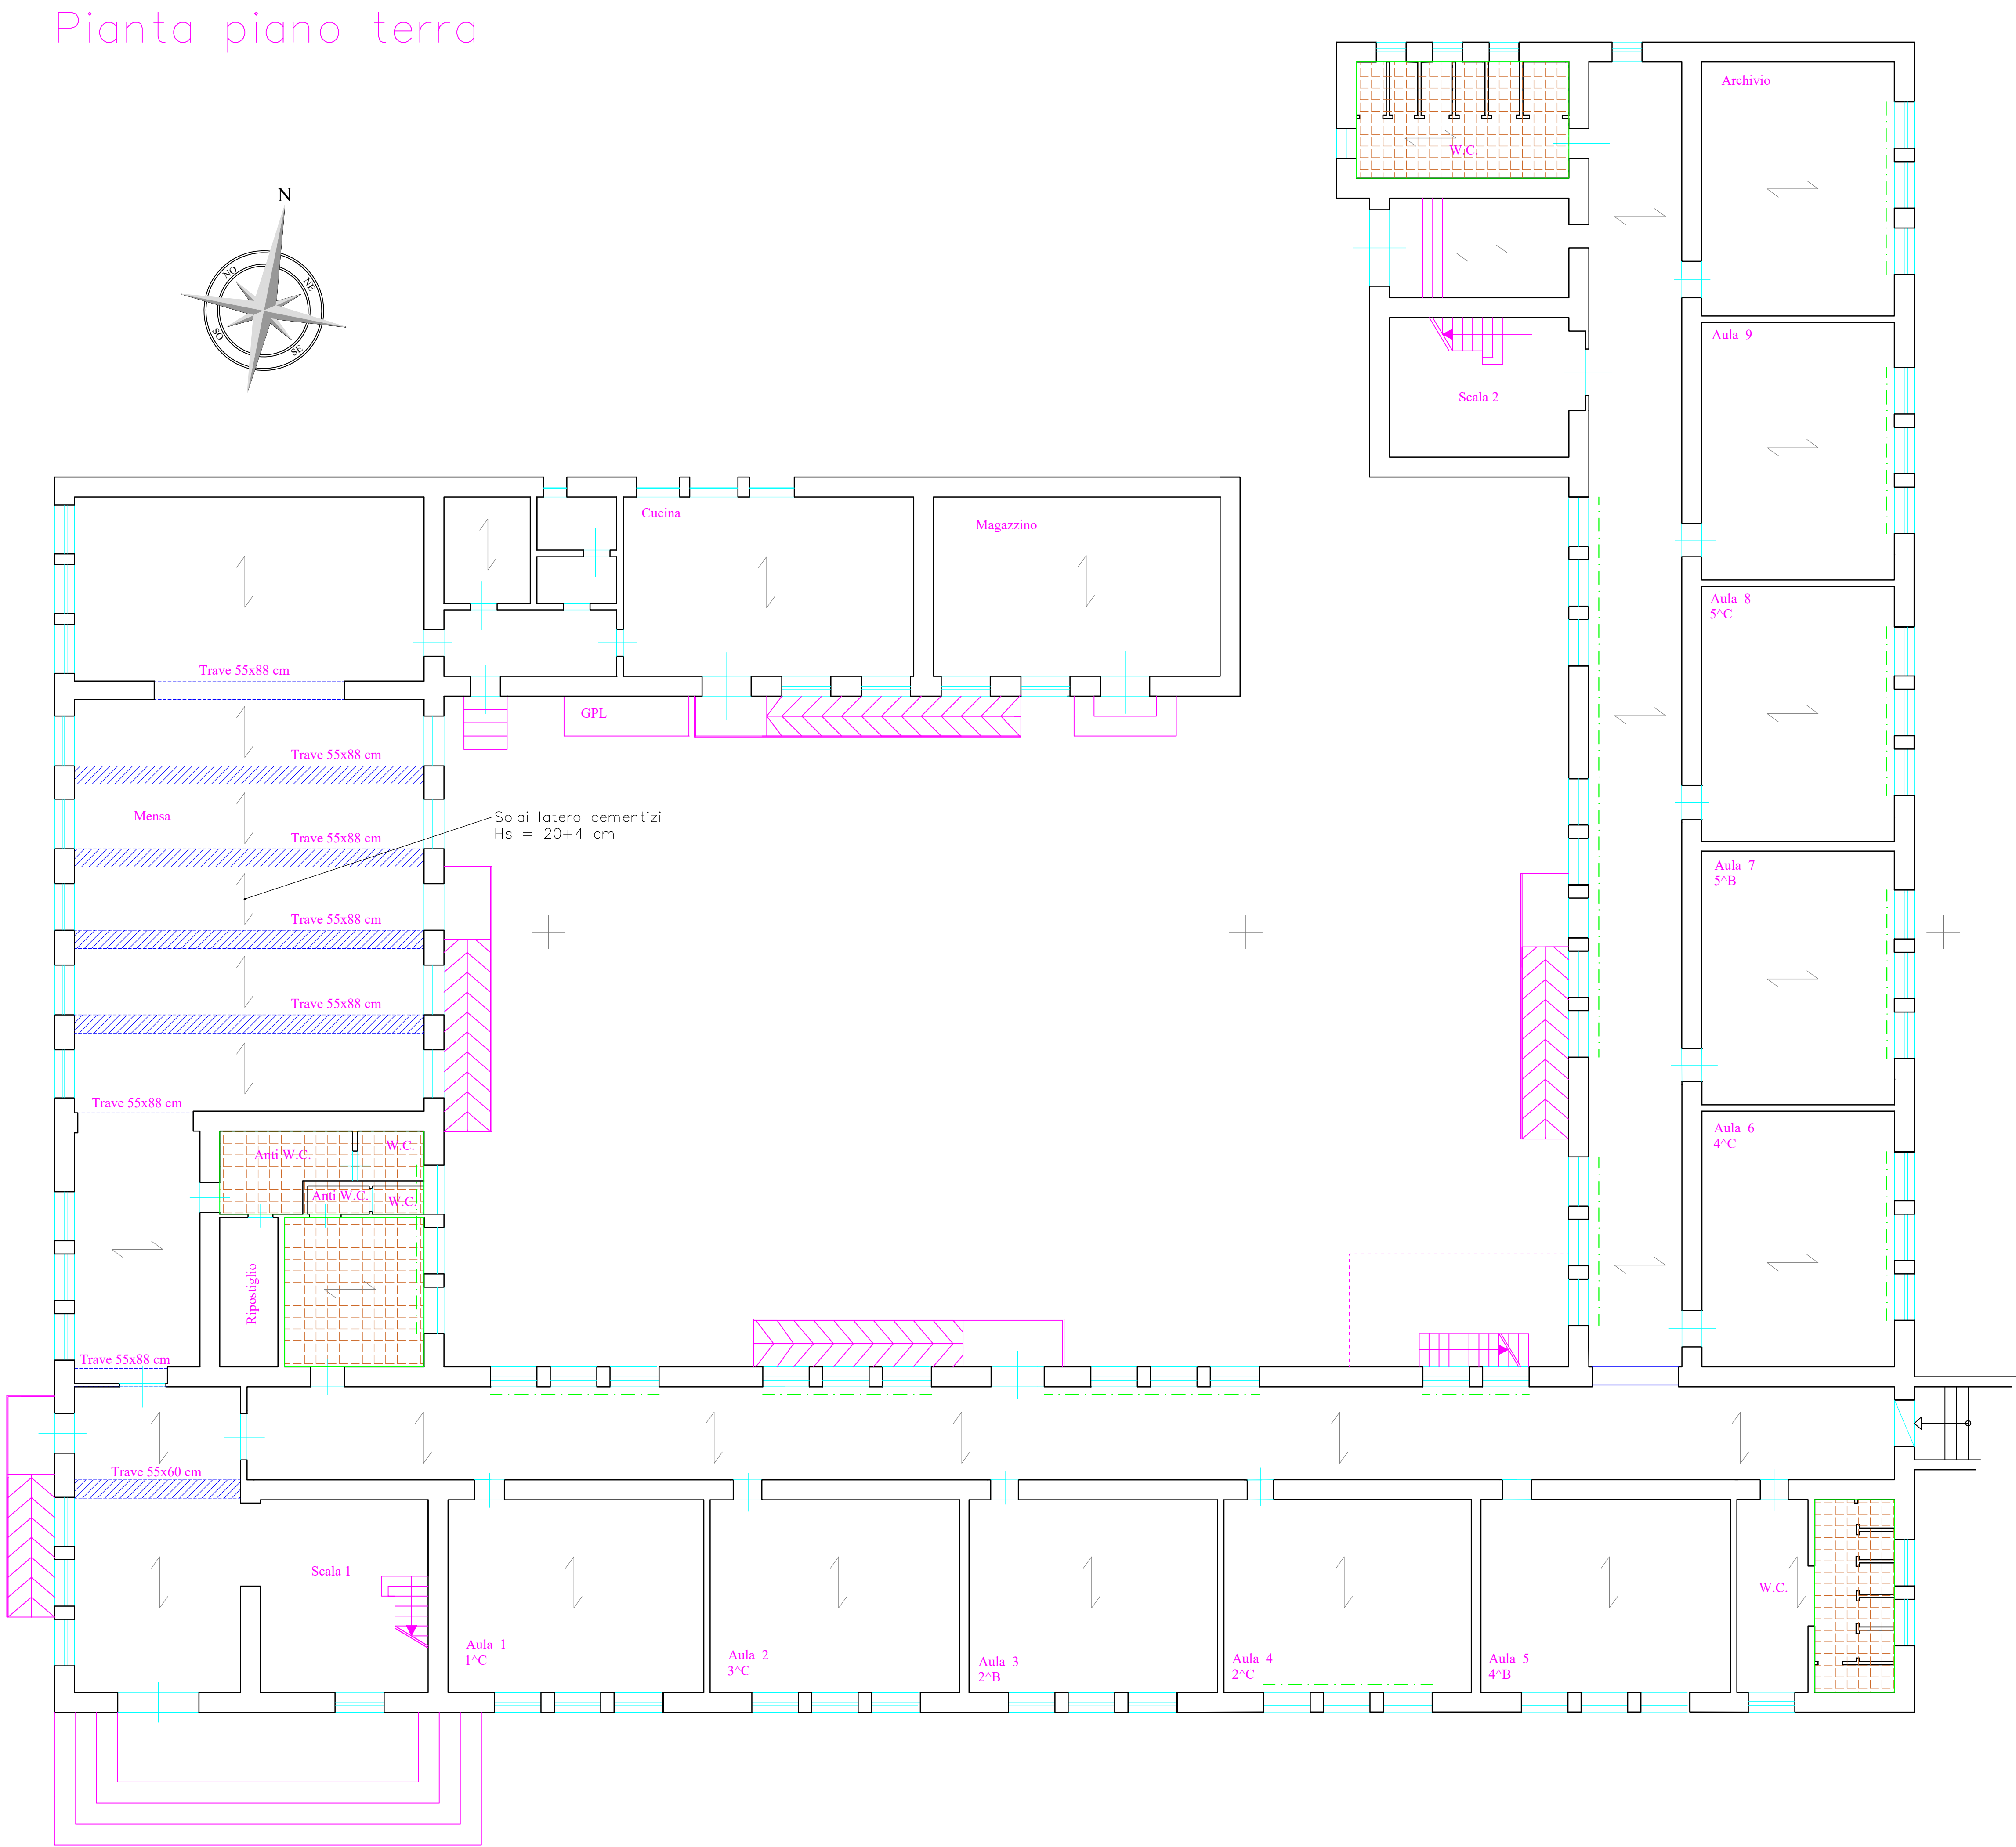 Pianta piano terra
N
NO
NE
SO
SE
Archivio
W.C.
Aula 9
Scala 2
Cucina
Magazzino
Aula 8
5^C
Trave 55x88 cm
GPL
Trave 55x88 cm
Mensa
Solai latero cementizi
Hs = 20+4 cm
Trave 55x88 cm
Aula 7
5^B
Trave 55x88 cm
Trave 55x88 cm
Trave 55x88 cm
Aula 6
4^C
Anti W.C.
W.C.
Anti W.C.
W.C.
Ripostiglio
Trave 55x88 cm
Trave 55x60 cm
Scala 1
W.C.
Aula 1
1^C
Aula 2
3^C
Aula 3
2^B
Aula 4
2^C
Aula 5
4^B